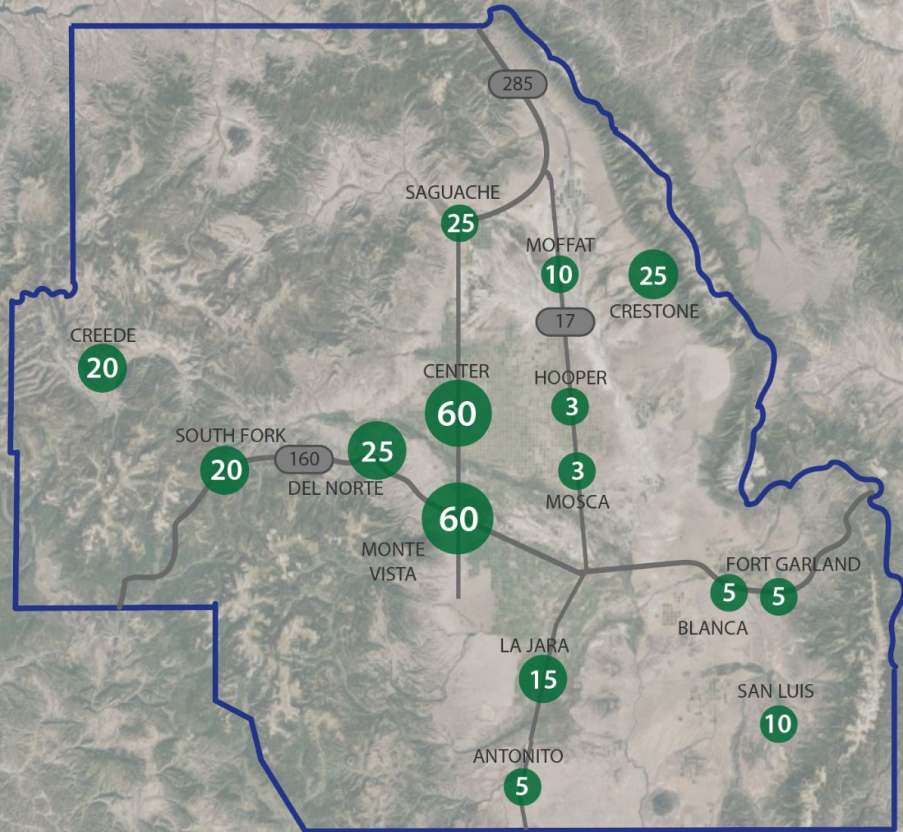 285
SAGUACHE
25
MOFFAT
10
25
CRESTONE
17
CREEDE
20
CENTER
60
HOOPER
3
SOUTH FORK
20
160
25
DEL NORTE
3
MOSCA
60
MONTE
VISTA
FORT GARLAND
5
5
BLANCA
LA JARA
15
SAN LUIS
10
ANTONITO
5